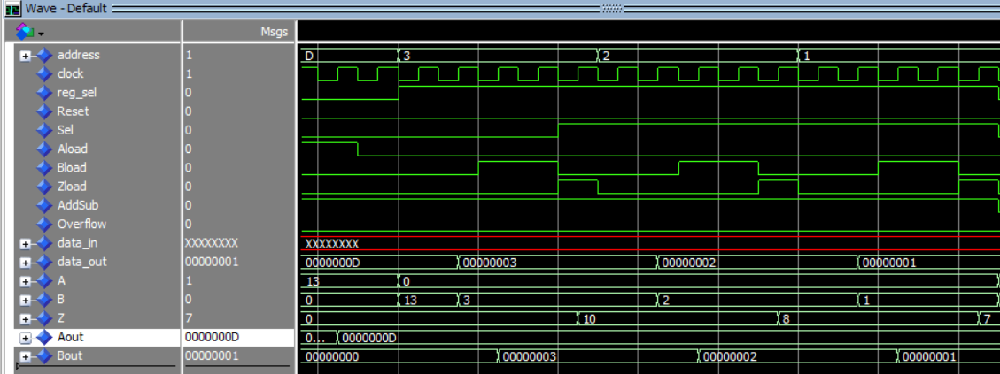 Wave - Default
Msgs
address 1 D 3 2 1
clock 1
reg_sel 0
Reset 0
Sel 0
Aload 0
Bload 0
Zload 0
AddSub 0
Overflow 0
data_in XXXXXXXX XXXXXXXX
data_out 00000001 0000000D 00000003 00000002 00000001
A 1 13 0
B 0 0 13 3 2 1
Z 7 0 10 8 7
Aout 0000000D 0... 0000000D
Bout 00000001 00000000 00000003 00000002 00000001